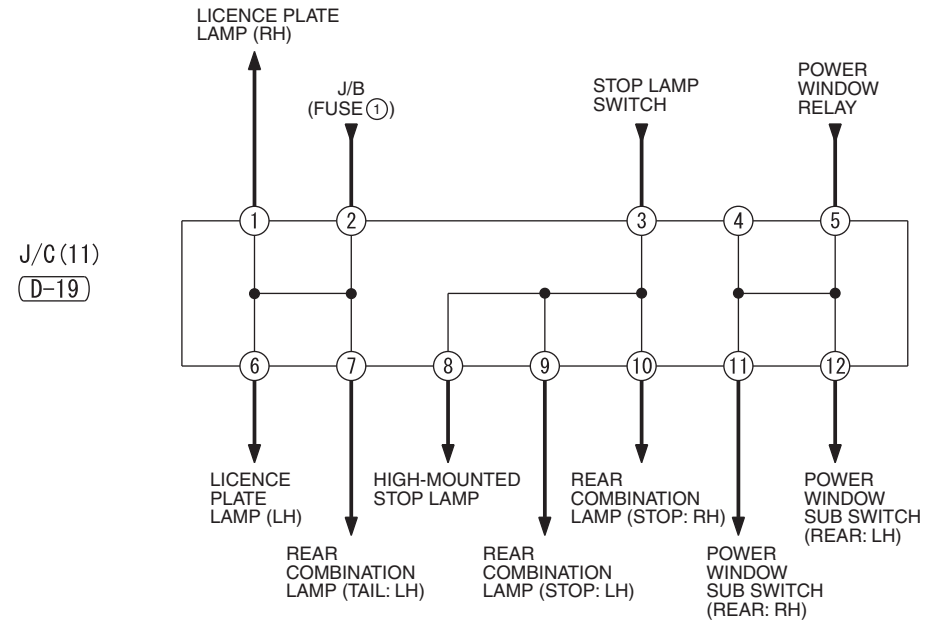 LICENCE PLATE
LAMP (RH)
J/B
(FUSE①)
STOP LAMP
SWITCH
POWER
WINDOW
RELAY
1
2
3
4
5
J/C(11)
D-19
6
7
8
9
10
11
12
LICENCE
PLATE
LAMP (LH)
HIGH-MOUNTED
STOP LAMP
REAR
COMBINATION
LAMP (STOP: RH)
POWER
WINDOW
SUB SWITCH
(REAR: LH)
REAR
COMBINATION
LAMP (TAIL: LH)
REAR
COMBINATION
LAMP (STOP: LH)
POWER
WINDOW
SUB SWITCH
(REAR: RH)